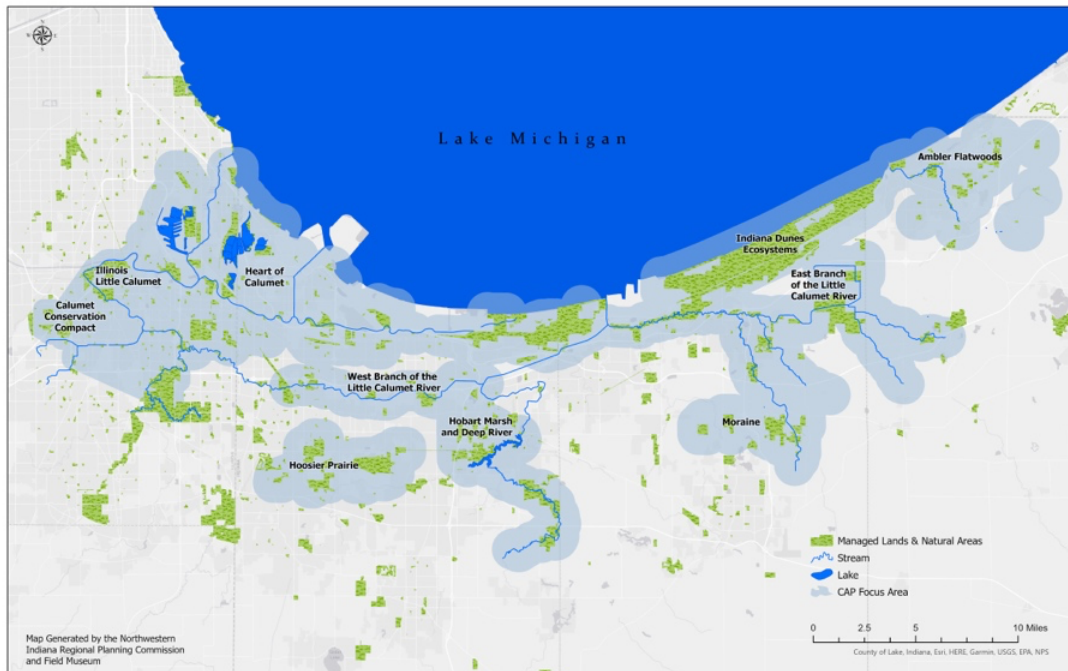 N
Lake Michigan
Ambler Flatwoods
Indiana Dunes
Ecosystems
East Branch
of the Little
Calumet River
Illinois
Little Calumet
Heart of
Calumet
Calumet
Conservation
Compact
West Branch of the
Little Calumet River
Hobart Marsh
and Deep River
Moraine
Hoosier Prairie
Managed Lands & Natural Areas
Stream
Lake
CAP Focus Area
0 2.5 5 10 Miles
Map Generated by the Northwestern
Indiana Regional Planning Commission
and Field Museum
County of Lake, Indiana, Esri, HERE, Garmin, USGS, EPA, NPS